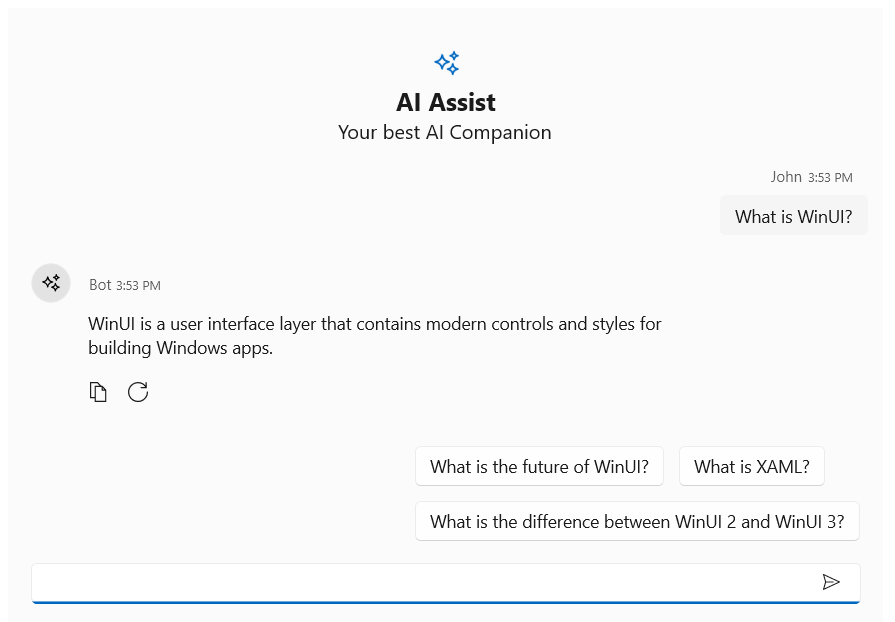 AI Assist
Your best AI Companion
John 3:53 PM
What is WinUI?
Bot 3:53 PM
WinUI is a user interface layer that contains modern controls and styles for
building Windows apps.
What is the future of WinUI?
What is XAML?
What is the difference between WinUI 2 and WinUI 3?